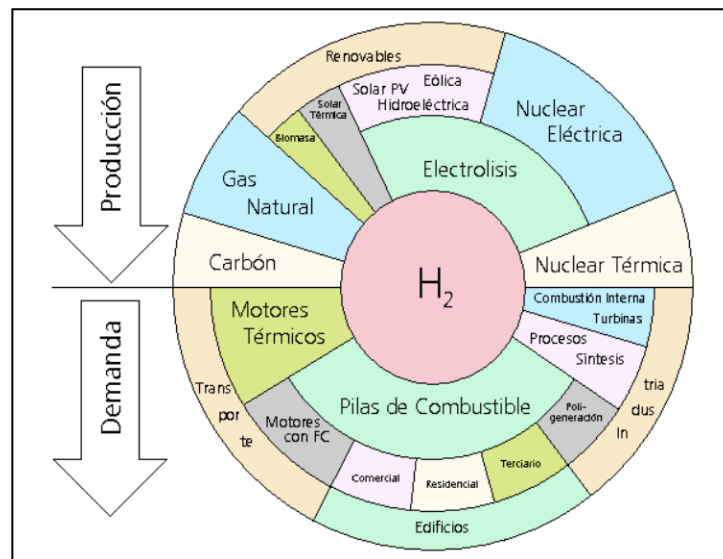 Producción
Renovables
Solar PV
Eólica
Hidroeléctrica
Solar
Térmica
Biomasa
Nuclear
Eléctrica
Electrolisis
Gas
Natural
Carbón
H2
Nuclear Térmica
Demanda
Motores
Térmicos
Combustión Interna
Turbinas
Procesos
Sintesis
Trans
por
te
Pilas de Combustible
Motores
con FC
Poli-
generación
In
dus
tria
Comercial
Residencial
Terciario
Edificios